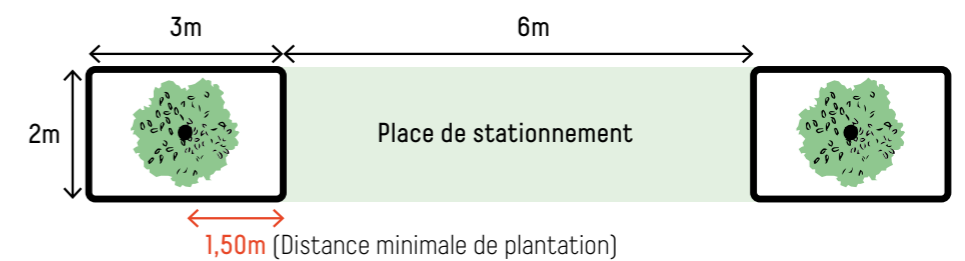 3m
6m
2m
Place de stationnement
1,50m (Distance minimale de plantation)